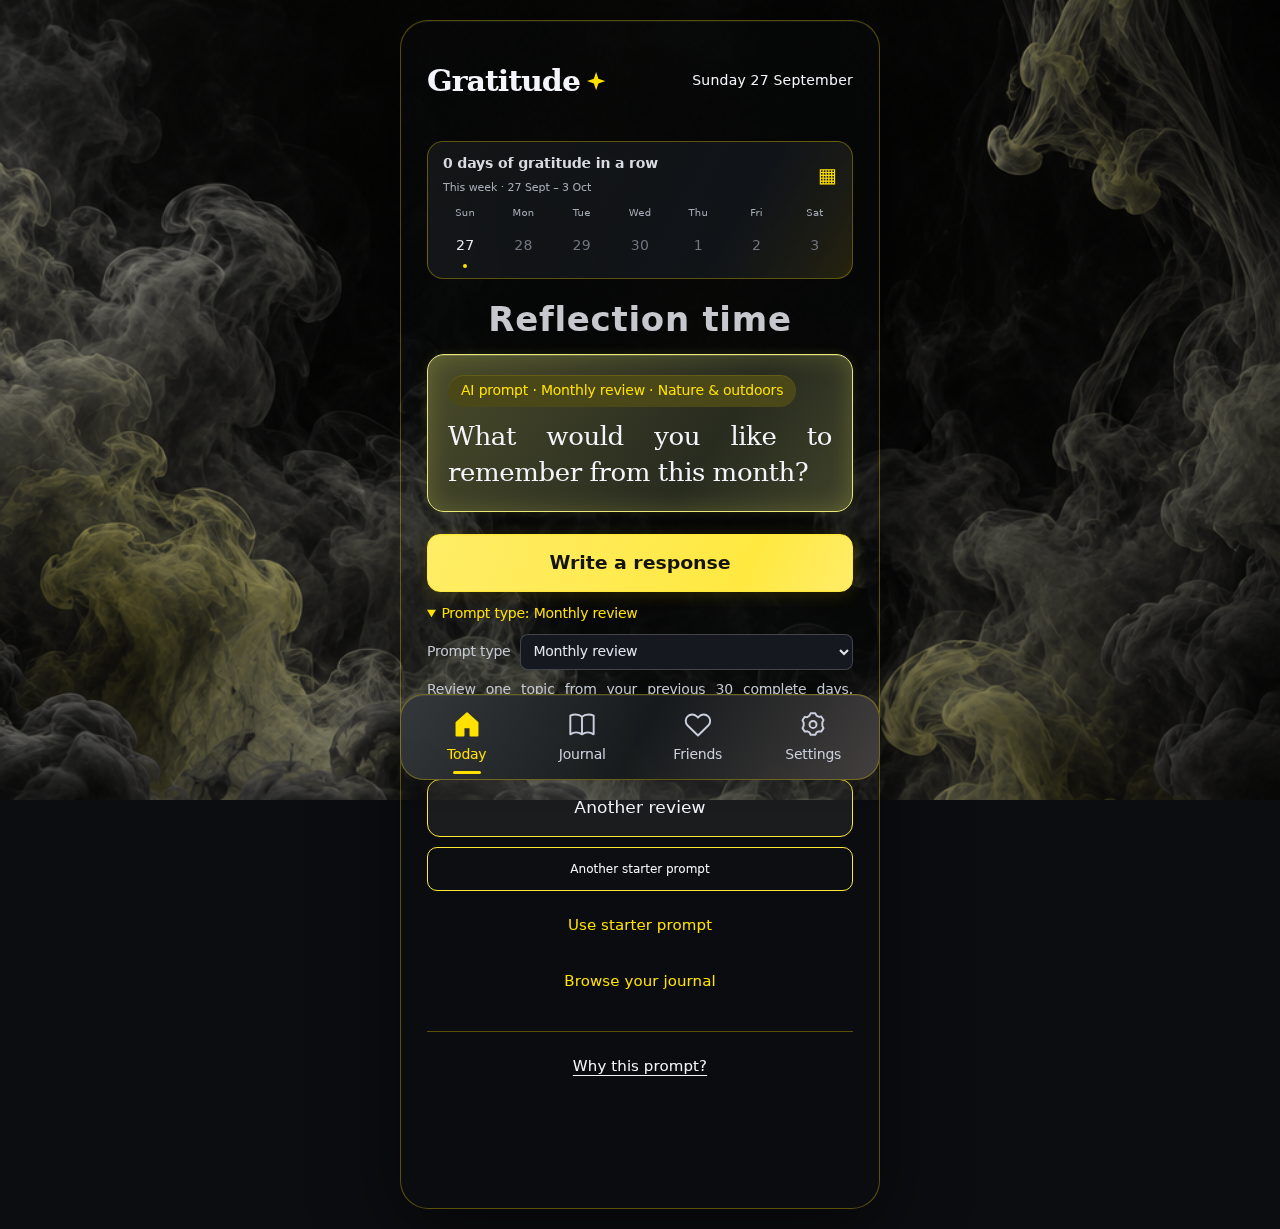 Gratitude
Sunday 27 September
0 days of gratitude in a row
This week · 27 Sept – 3 Oct
Sun Mon Tue Wed Thu Fri Sat
27 28 29 30 1 2 3
Reflection time
AI prompt · Monthly review · Nature & outdoors
What would you like to
remember from this month?
Write a response
▼ Prompt type: Monthly review
Prompt type Monthly review
Review one topic from your previous 30 complete days.
Today Journal Friends Settings
Another review
Another starter prompt
Use starter prompt
Browse your journal
Why this prompt?